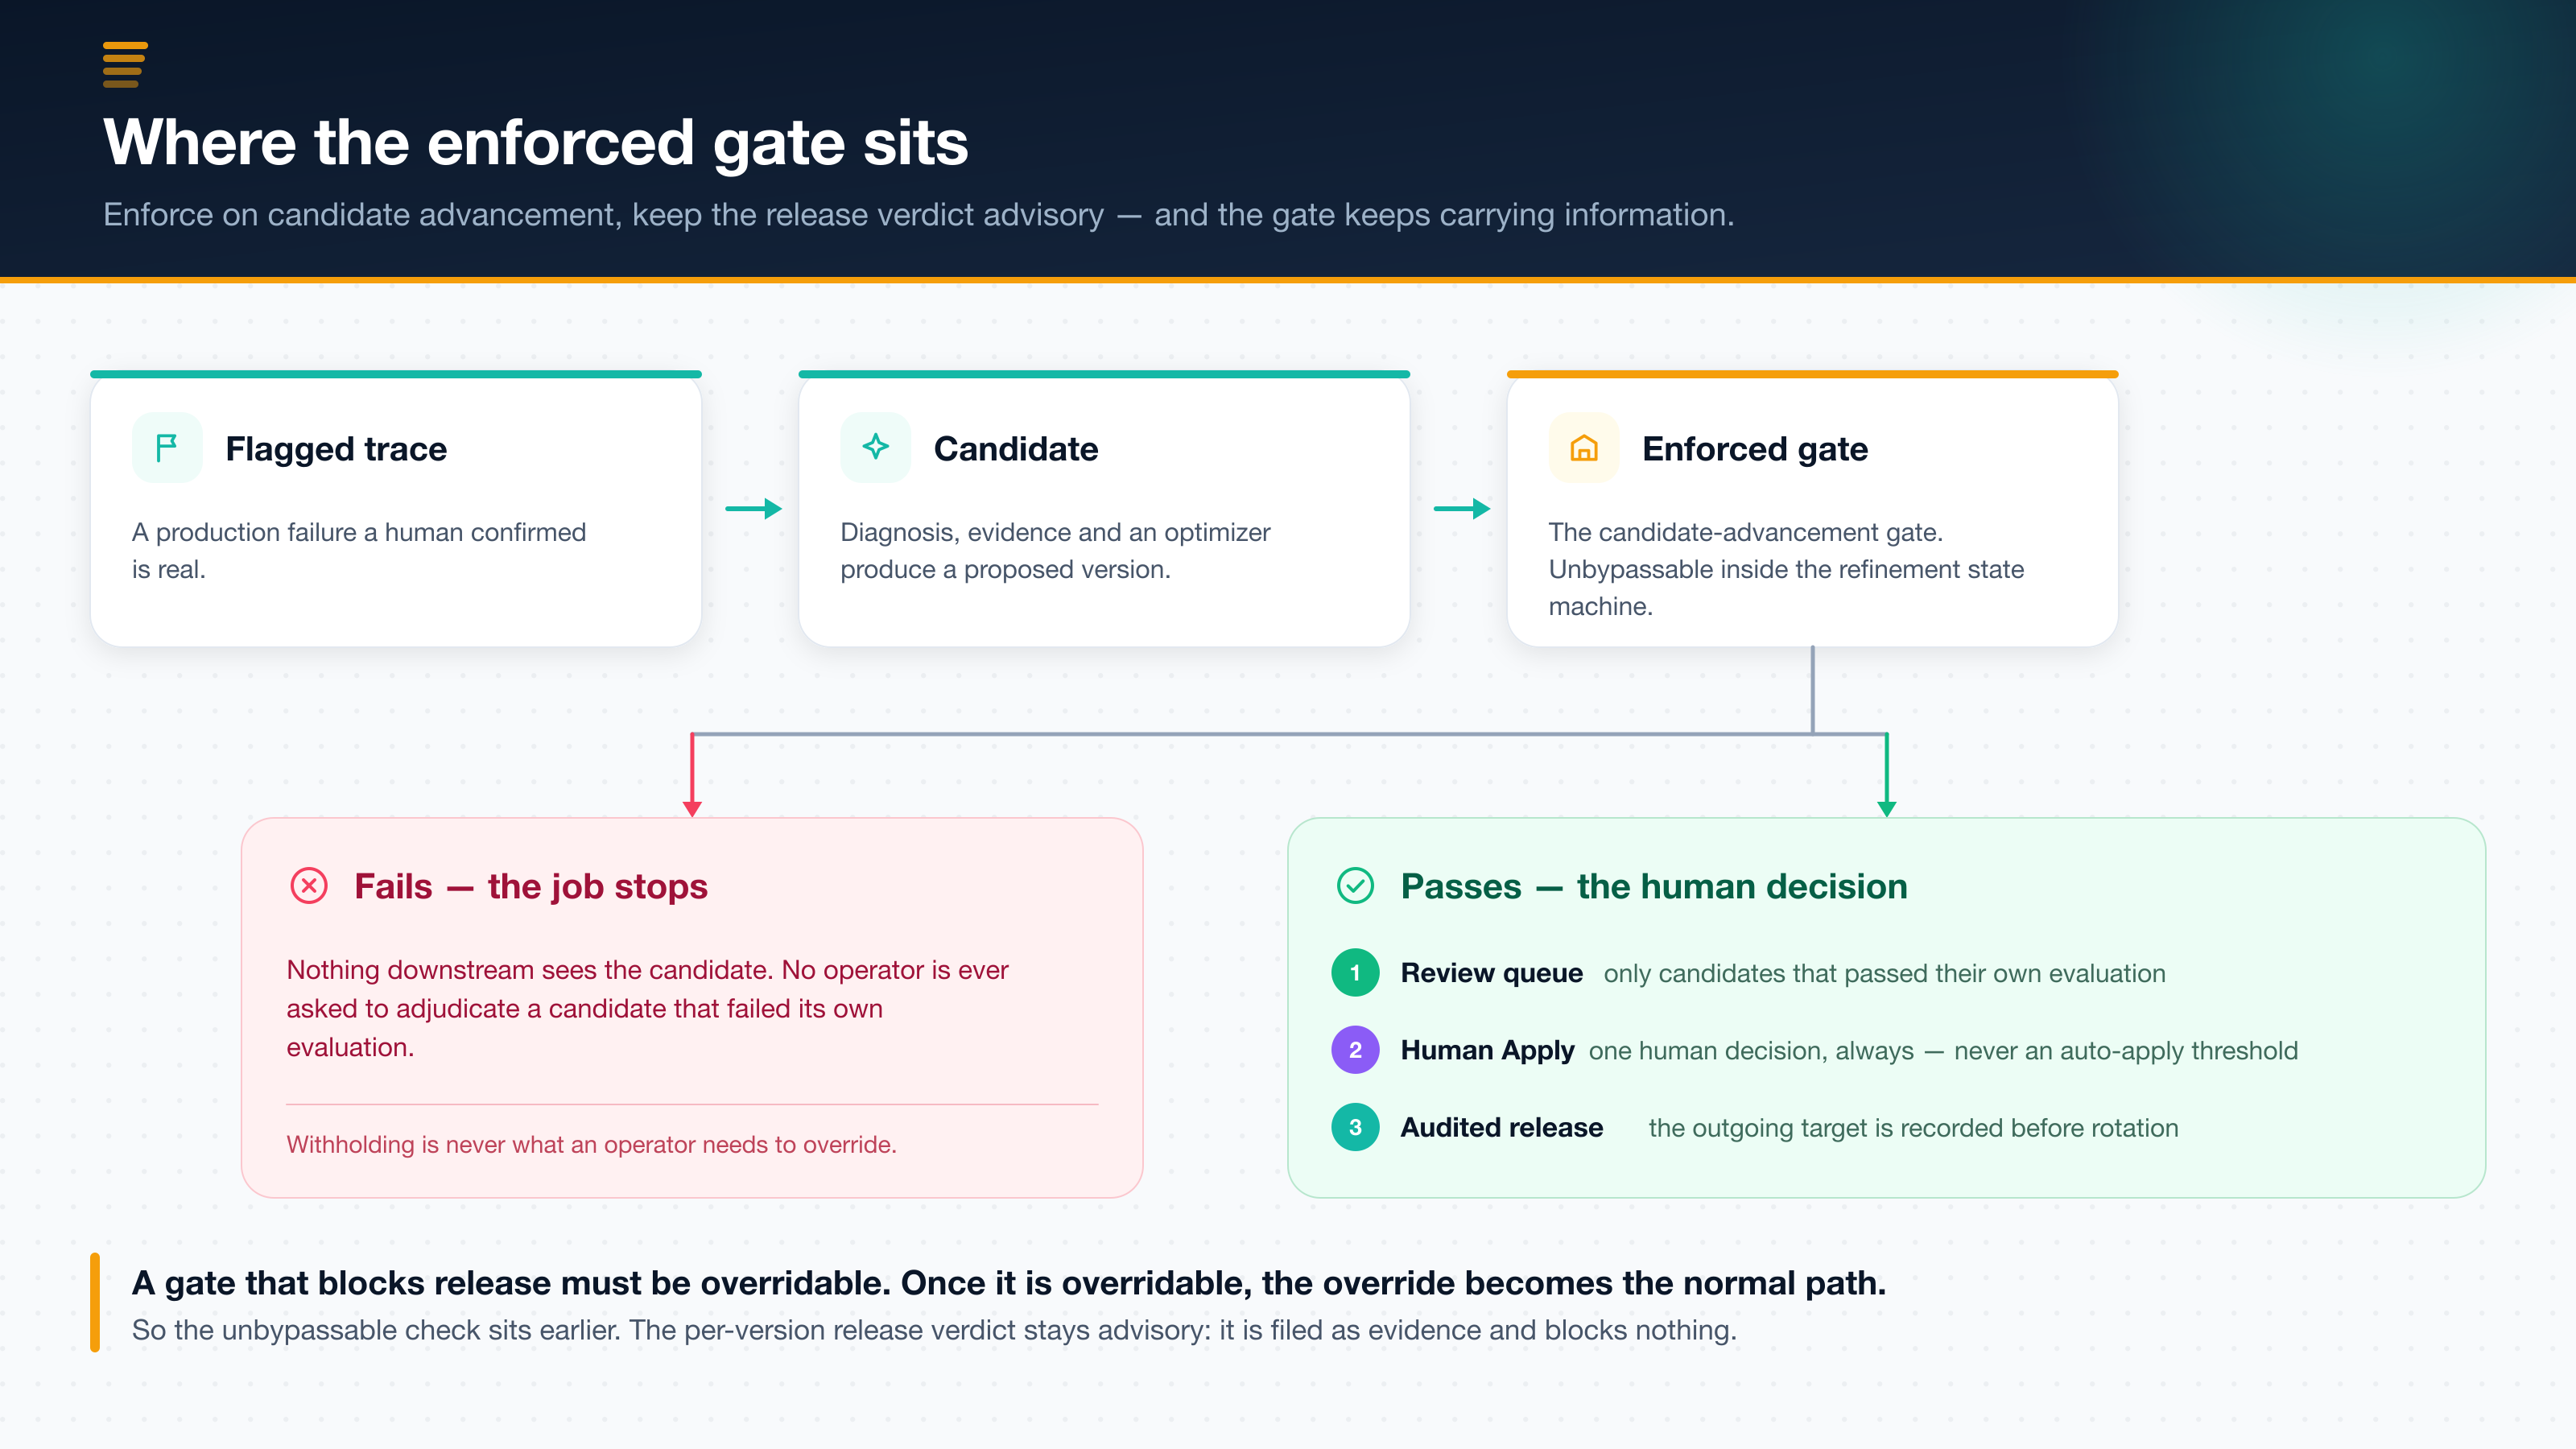 Where the enforced gate sits
Enforce on candidate advancement, keep the release verdict advisory — and the gate keeps carrying information.
Flagged trace
A production failure a human confirmed
is real.
Candidate
Diagnosis, evidence and an optimizer
produce a proposed version.
Enforced gate
The candidate-advancement gate.
Unbypassable inside the refinement state
machine.
Fails — the job stops
Nothing downstream sees the candidate. No operator is ever
asked to adjudicate a candidate that failed its own
evaluation.
Withholding is never what an operator needs to override.
Passes — the human decision
1 Review queue only candidates that passed their own evaluation
2 Human Apply one human decision, always — never an auto-apply threshold
3 Audited release the outgoing target is recorded before rotation
A gate that blocks release must be overridable. Once it is overridable, the override becomes the normal path.
So the unbypassable check sits earlier. The per-version release verdict stays advisory: it is filed as evidence and blocks nothing.